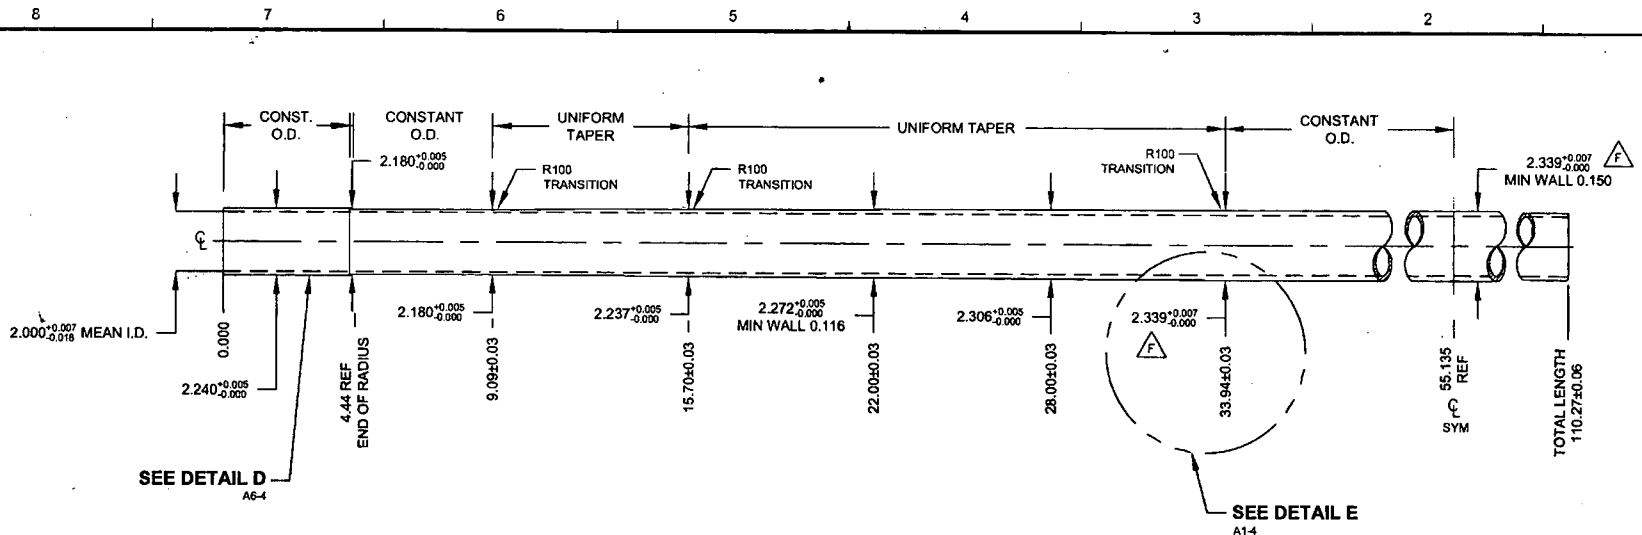 8 7 6 5 4 3 2
CONST.
O.D.
CONSTANT
O.D.
UNIFORM
TAPER
UNIFORM TAPER
CONSTANT
O.D.
2.180+0.005
-0.000
R100
TRANSITION
R100
TRANSITION
R100
TRANSITION
2.339+0.007
-0.000
MIN WALL 0.150
F
℄
2.000+0.007
-0.018 MEAN I.D.
0.000
2.240+0.005
-0.000
4.44 REF
END OF RADIUS
2.180+0.005
-0.000
9.09±0.03
2.237+0.005
-0.000
15.70±0.03
2.272+0.005
-0.000
MIN WALL 0.116
22.00±0.03
2.306+0.005
-0.000
28.00±0.03
2.339+0.007
-0.000
F
33.94±0.03
55.135
REF
℄
SYM
TOTAL LENGTH
110.27±0.06
SEE DETAIL D
A6-4
SEE DETAIL E
A1-4